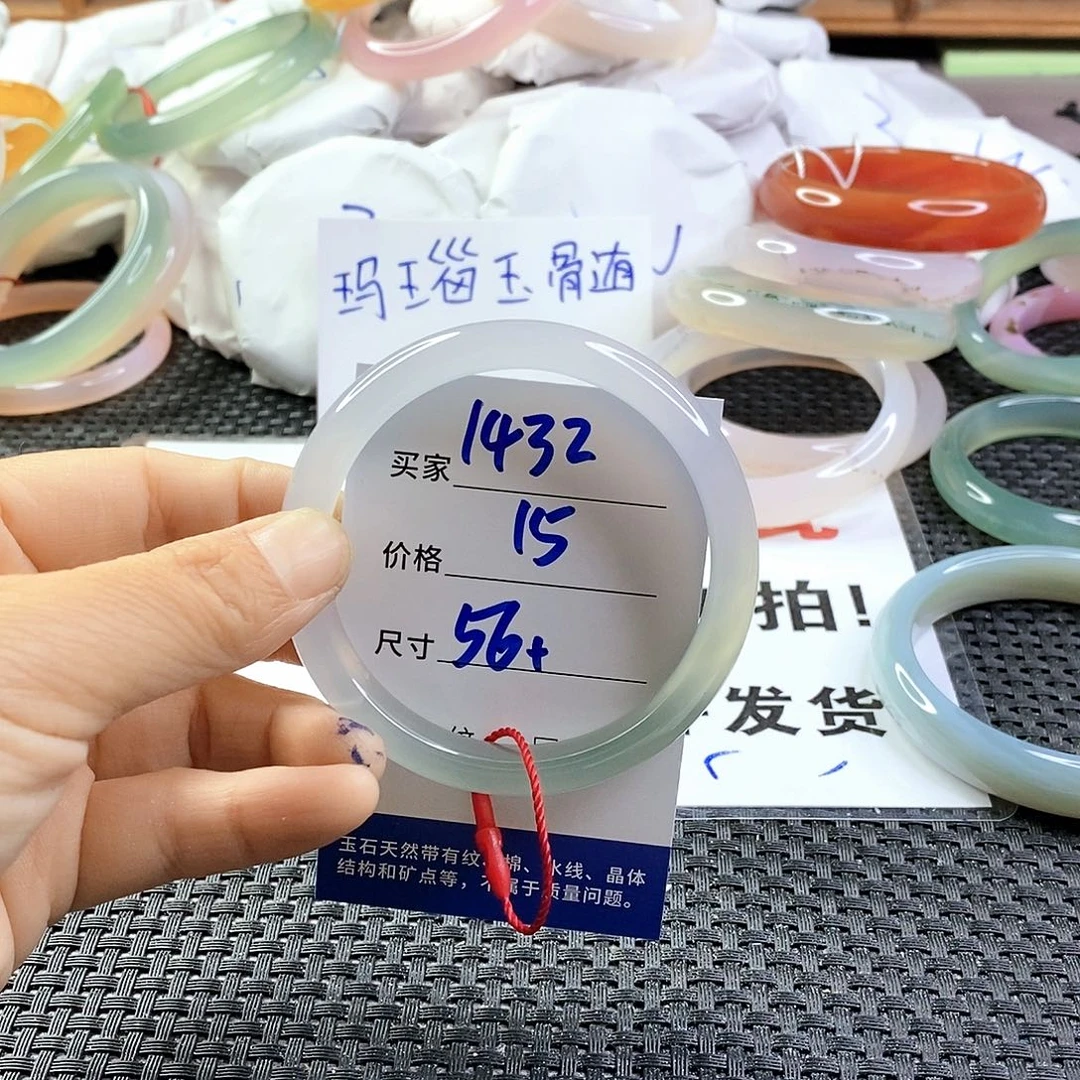 玛瑙玉骨随
买家 1432
价格 15
尺寸 56+
拍!
发货
玉石天然带有纹、棉、水线、晶体
结构和矿点等，不属于质量问题。